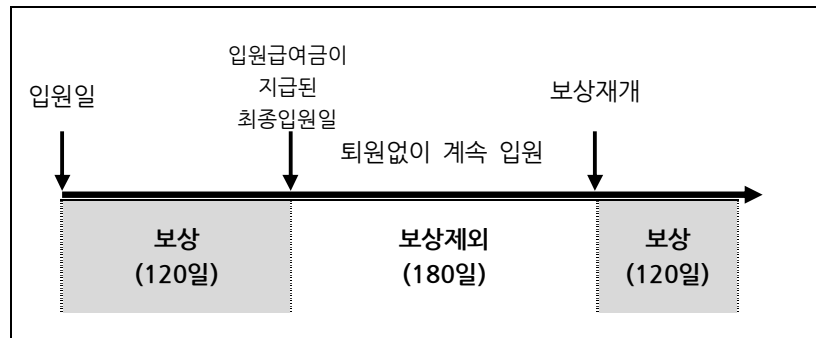 입원일
입원급여금이
지급된
최종입원일
퇴원없이 계속 입원
보상재개
보상
(120일)
보상제외
(180일)
보상
(120일)